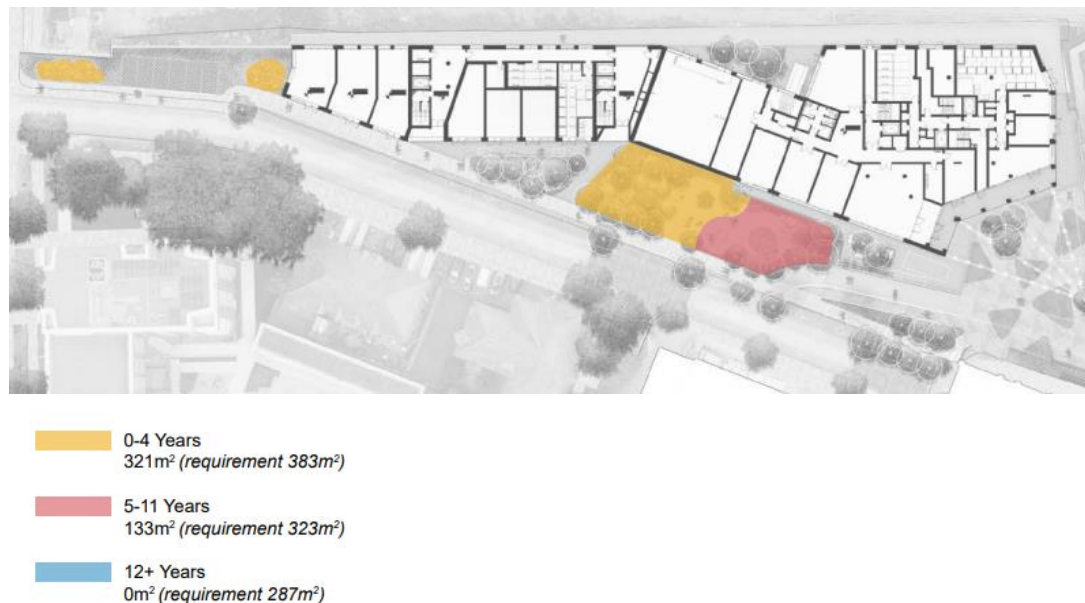 0-4 Years
321m² (requirement 383m²)
5-11 Years
133m² (requirement 323m²)
12+ Years
0m² (requirement 287m²)